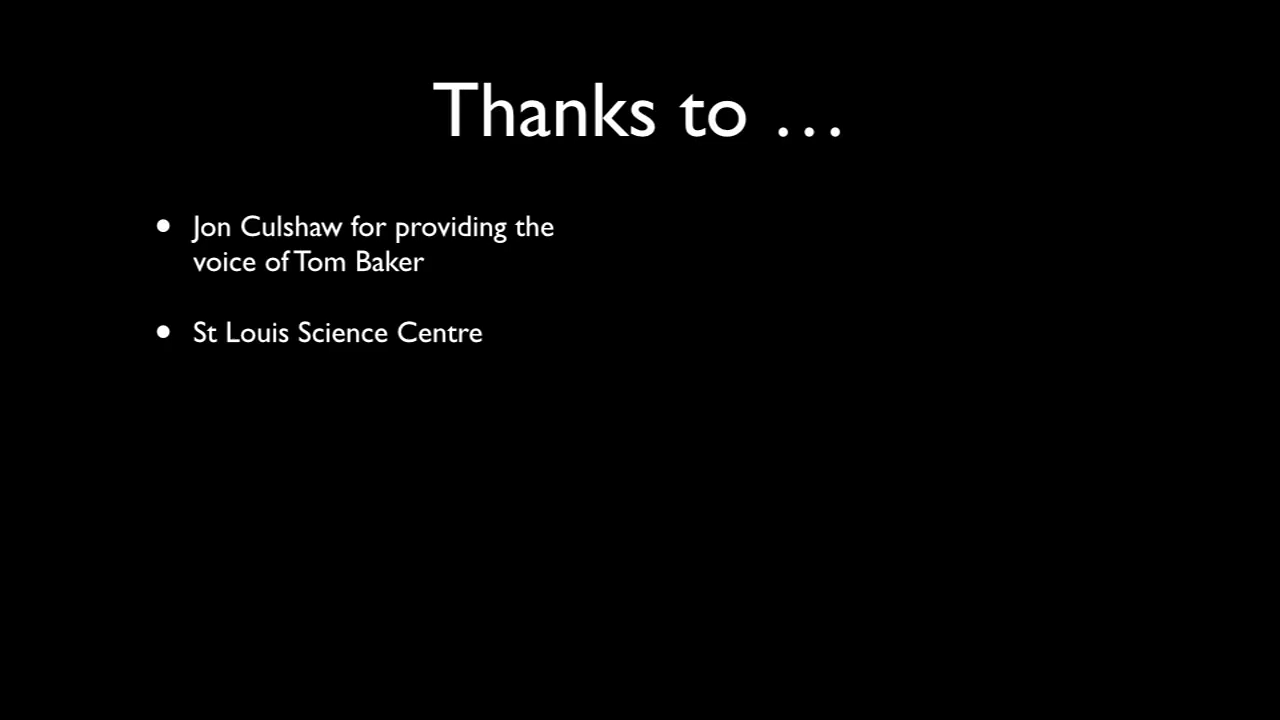 Thanks to …
• Jon Culshaw for providing the
voice of Tom Baker
• St Louis Science Centre